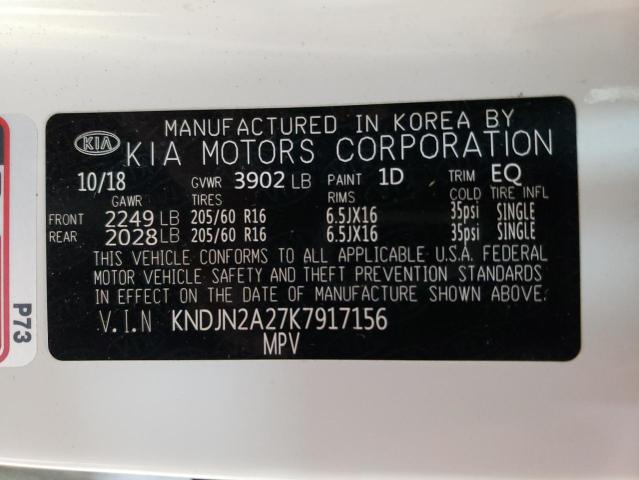 MANUFACTURED IN KOREA BY
KIA KIA MOTORS CORPORATION
10/18 GVWR 3902 LB PAINT 1D TRIM EQ
GAWR TIRES RIMS COLD TIRE INFL
FRONT 2249 LB 205/60 R16 6.5JX16 35psi SINGLE
REAR 2028 LB 205/60 R16 6.5JX16 35psi SINGLE
THIS VEHICLE CONFORMS TO ALL APPLICABLE U.S.A. FEDERAL
MOTOR VEHICLE SAFETY AND THEFT PREVENTION STANDARDS
IN EFFECT ON THE DATE OF MANUFACTURE SHOWN ABOVE.
V.I.N KNDJN2A27K7917156
MPV
P73